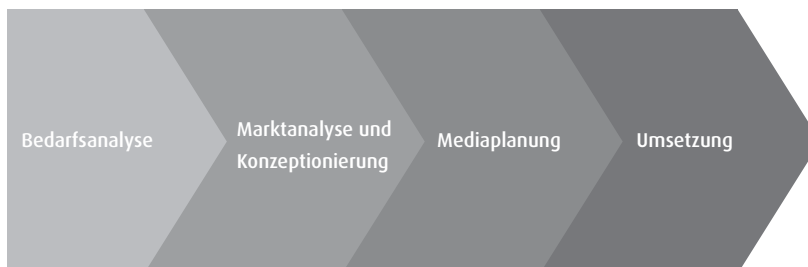 Bedarfsanalyse
Marktanalyse und
Konzeptionierung
Mediaplanung
Umsetzung